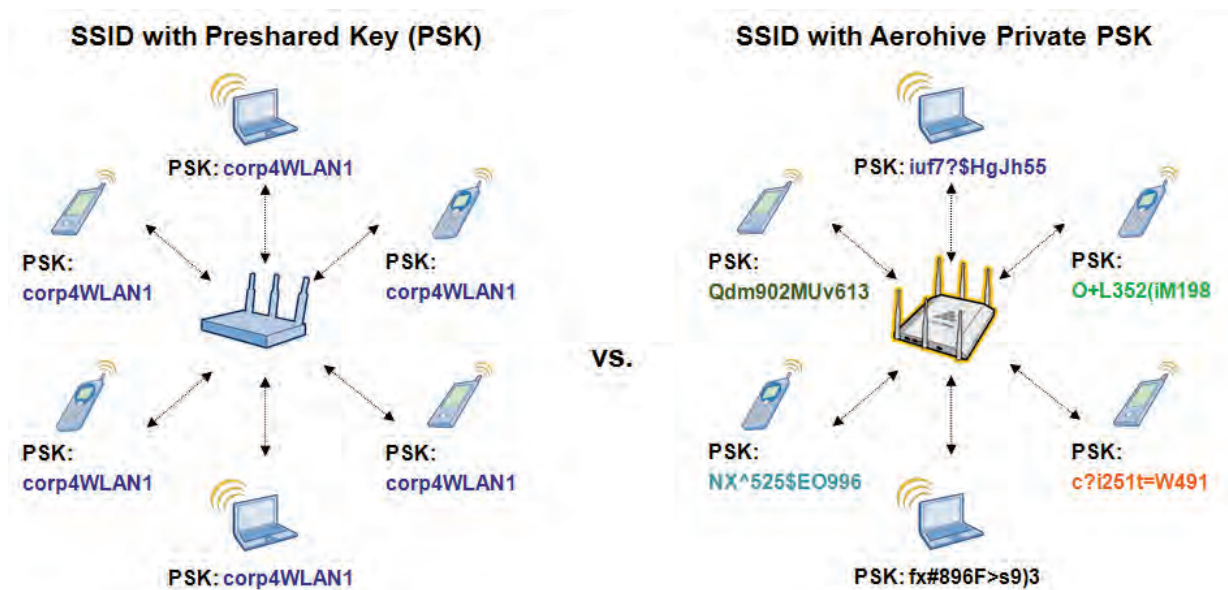 SSID with Preshared Key (PSK)
PSK: corp4WLAN1
PSK:
corp4WLAN1
PSK:
corp4WLAN1
PSK:
corp4WLAN1
PSK:
corp4WLAN1
PSK: corp4WLAN1
vs.
SSID with Aerohive Private PSK
PSK: iuf7?$HgJh55
PSK:
Qdm902MUv613
PSK:
O+L352(iM198
PSK:
NX^525$EO996
PSK:
c?i251t=W491
PSK: fx#896F>s9)3